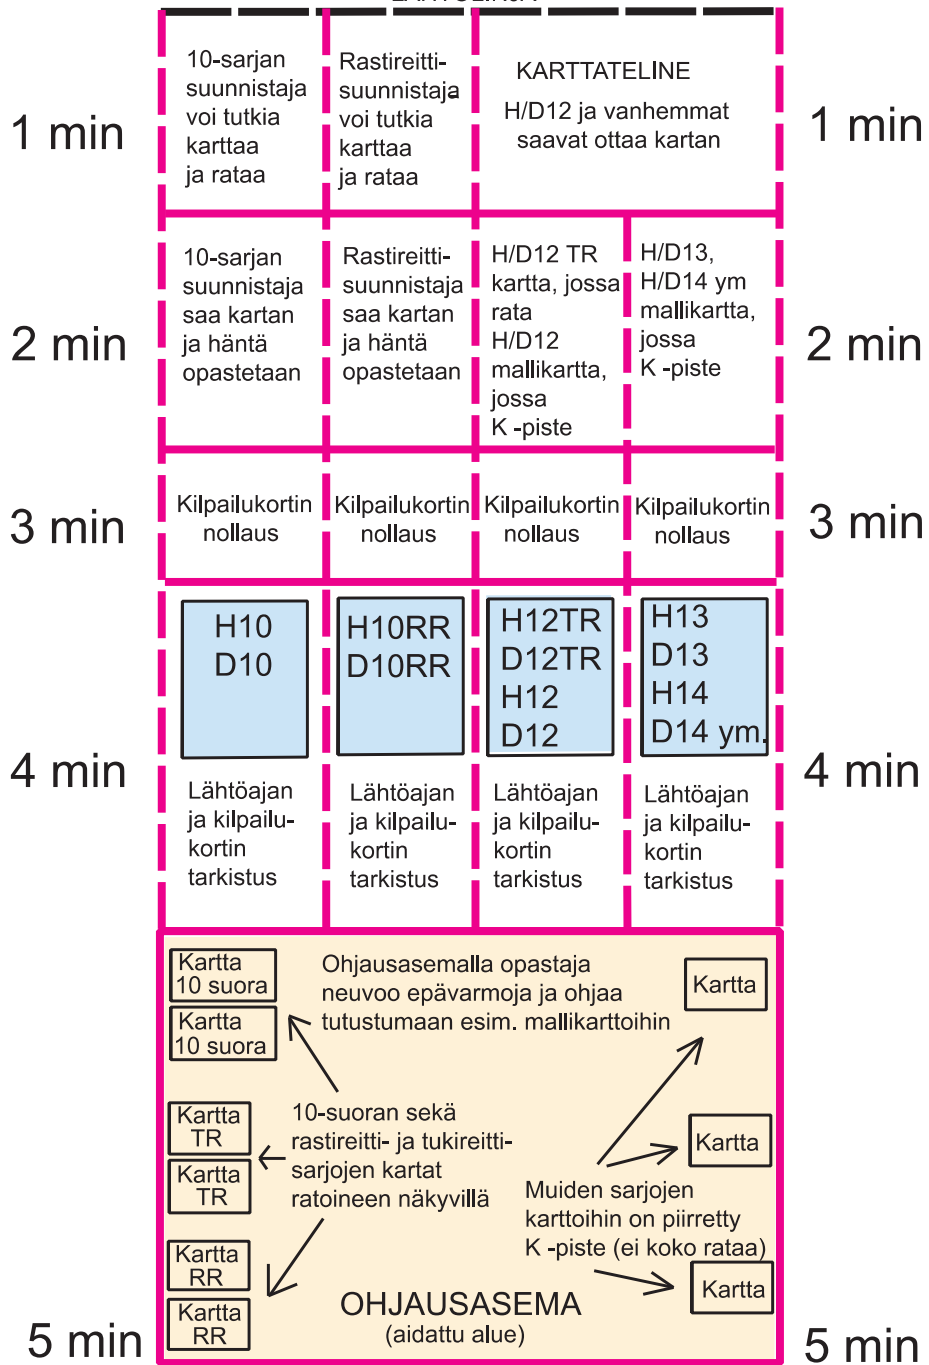 1 min
10-sarjan
suunnistaja
voi tutkia
karttaa
ja rataa
Rastireitti-
suunnistaja
voi tutkia
karttaa
ja rataa
KARTTATELINE
H/D12 ja vanhemmat
saavat ottaa kartan
1 min
2 min
10-sarjan
suunnistaja
saa kartan
ja häntä
opastetaan
Rastireitti-
suunnistaja
saa kartan
ja häntä
opastetaan
H/D12 TR
kartta, jossa
rata
H/D12
mallikartta,
jossa
K -piste
H/D13,
H/D14 ym
mallikartta,
jossa
K -piste
2 min
3 min
Kilpailukortin
nollaus
Kilpailukortin
nollaus
Kilpailukortin
nollaus
Kilpailukortin
nollaus
3 min
4 min
H10
D10
Lähtöajan
ja kilpailu-
kortin
tarkistus
H10RR
D10RR
Lähtöajan
ja kilpailu-
kortin
tarkistus
H12TR
D12TR
H12
D12
Lähtöajan
ja kilpailu-
kortin
tarkistus
H13
D13
H14
D14 ym.
Lähtöajan
ja kilpailu-
kortin
tarkistus
4 min
Kartta
10 suora
Kartta
10 suora
Ohjausasemalla opastaja
neuvoo epävarmoja ja ohjaa
tutustumaan esim. mallikarttoihin
Kartta
Kartta
TR
Kartta
TR
10-suoran sekä
rastireitti- ja tukireitti-
sarjojen kartat
ratoineen näkyvillä
Kartta
Muiden sarjojen
karttoihin on piirretty
K -piste (ei koko rataa)
Kartta
RR
Kartta
RR
Kartta
OHJAUSASEMA
(aidattu alue)
5 min
5 min